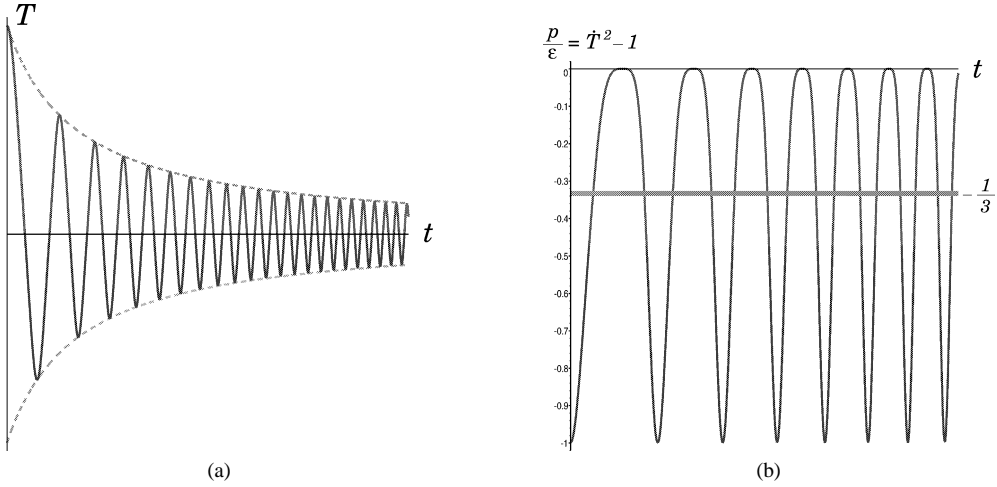 T
t
(a)
p/ε = Ṫ² − 1
t
0
-0.1
-0.2
-0.3
-0.4
-0.5
-0.6
-0.7
-0.8
-0.9
-1
− 1/3
(b)